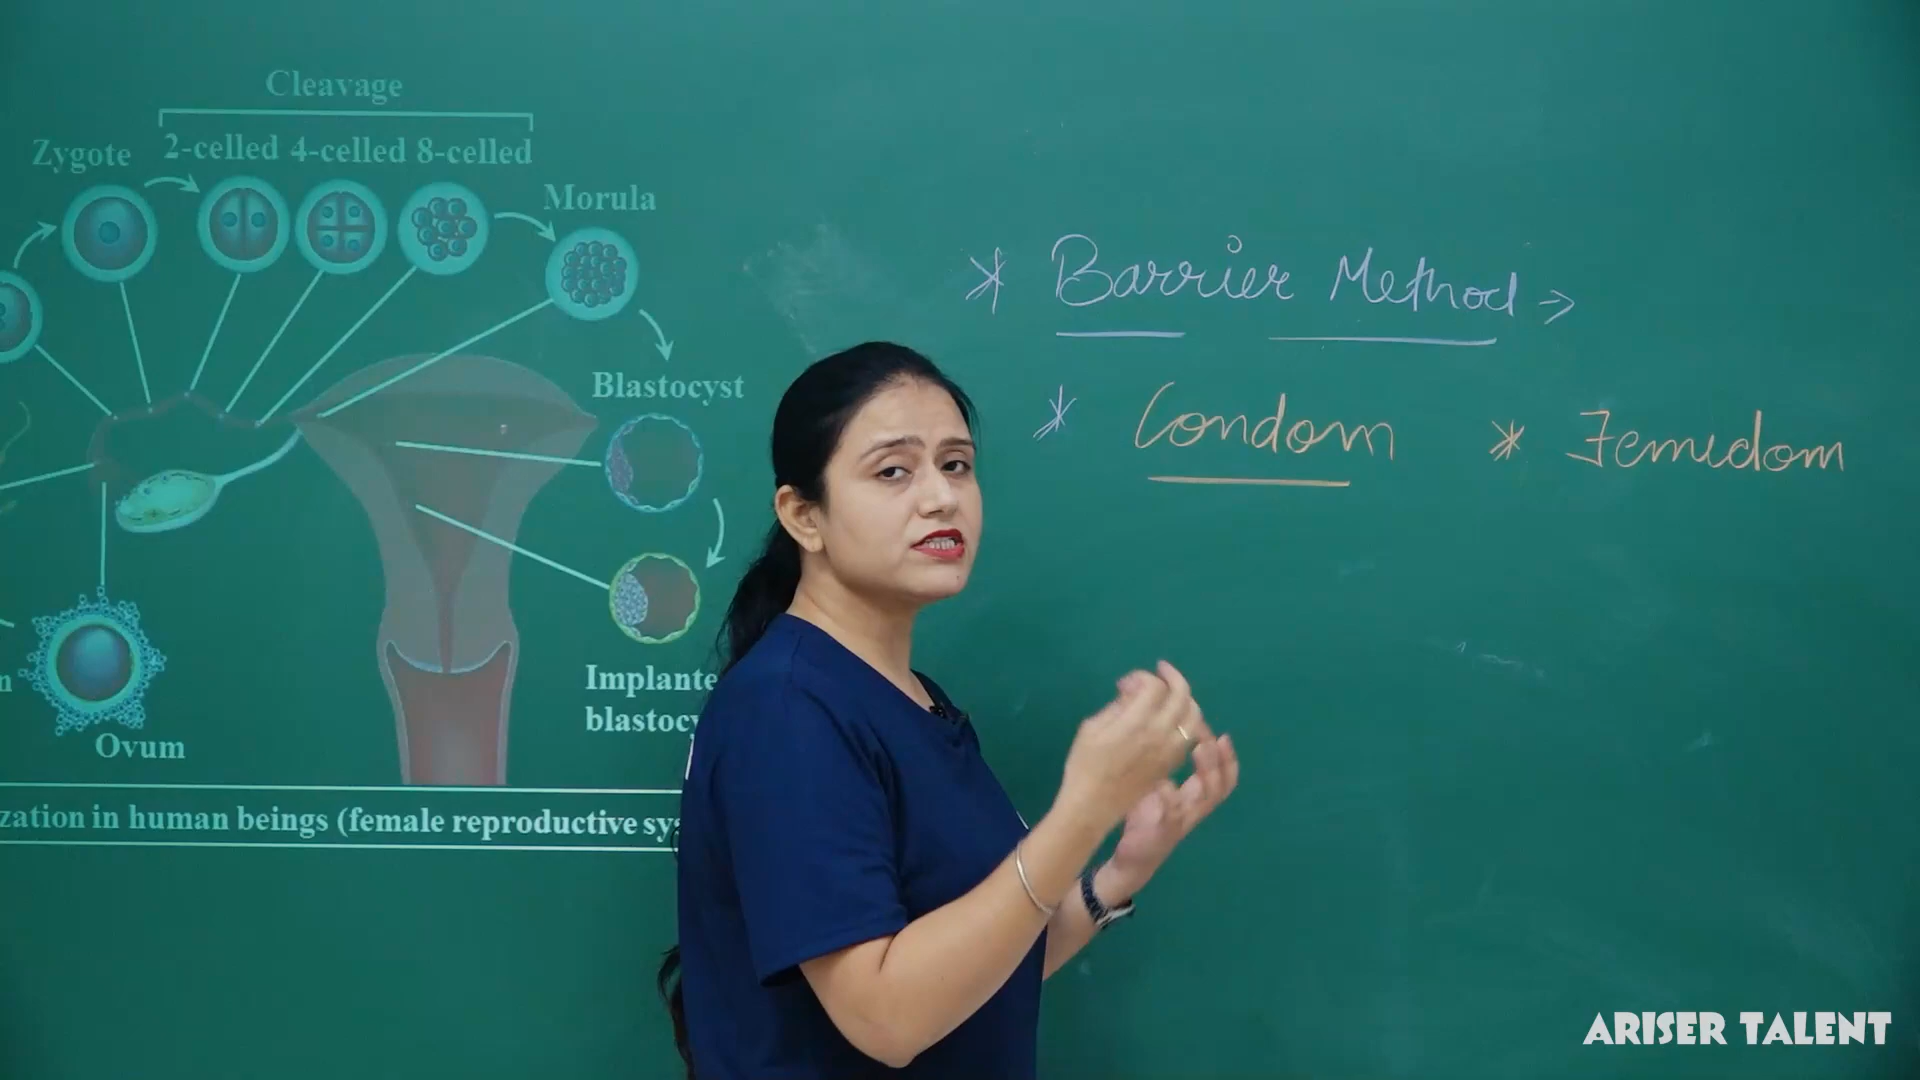 Cleavage
Zygote 2-celled 4-celled 8-celled
Morula
* Barrier Method →
Blastocyst
* Condom * Femidom
Implante
blastocy
Ovum
zation in human beings (female reproductive sys
ARISER TALENT